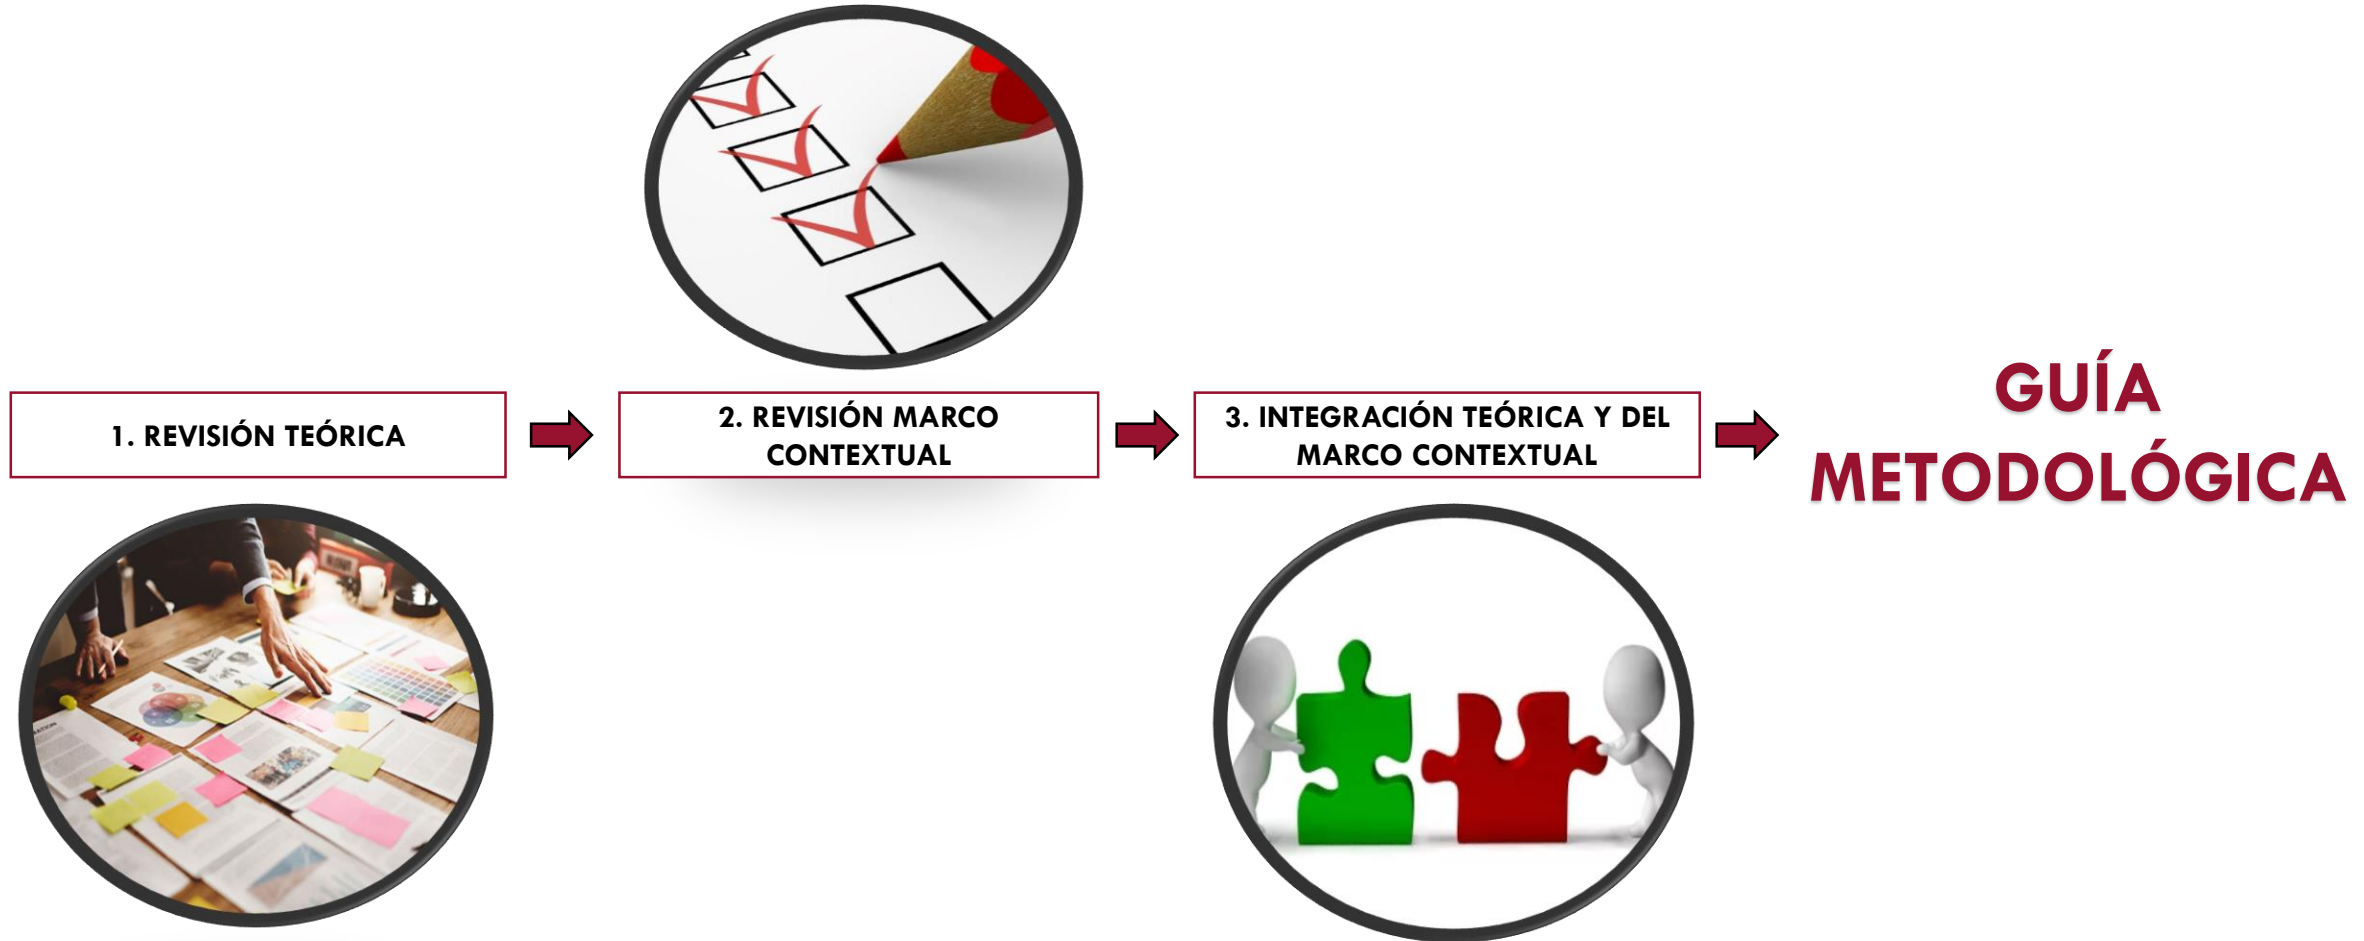 1. REVISIÓN TEÓRICA
2. REVISIÓN MARCO
CONTEXTUAL
3. INTEGRACIÓN TEÓRICA Y DEL
MARCO CONTEXTUAL
GUÍA
METODOLÓGICA